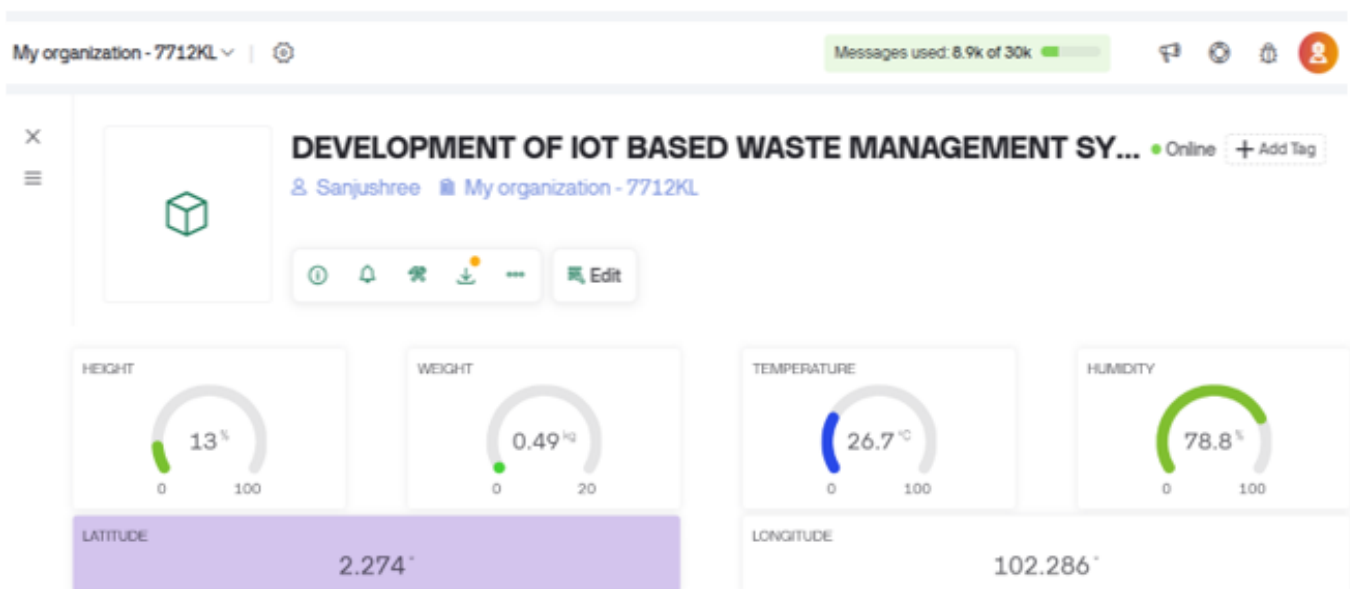 My organization - 7712KL
Messages used: 8.9k of 30k
DEVELOPMENT OF IOT BASED WASTE MANAGEMENT SY... Online + Add Tag
Sanjushree My organization - 7712KL
Edit
HEIGHT
13 %
0 100
WEIGHT
0.49 kg
0 20
TEMPERATURE
26.7 °C
0 100
HUMIDITY
78.8 %
0 100
LATITUDE
2.274 °
LONGITUDE
102.286 °